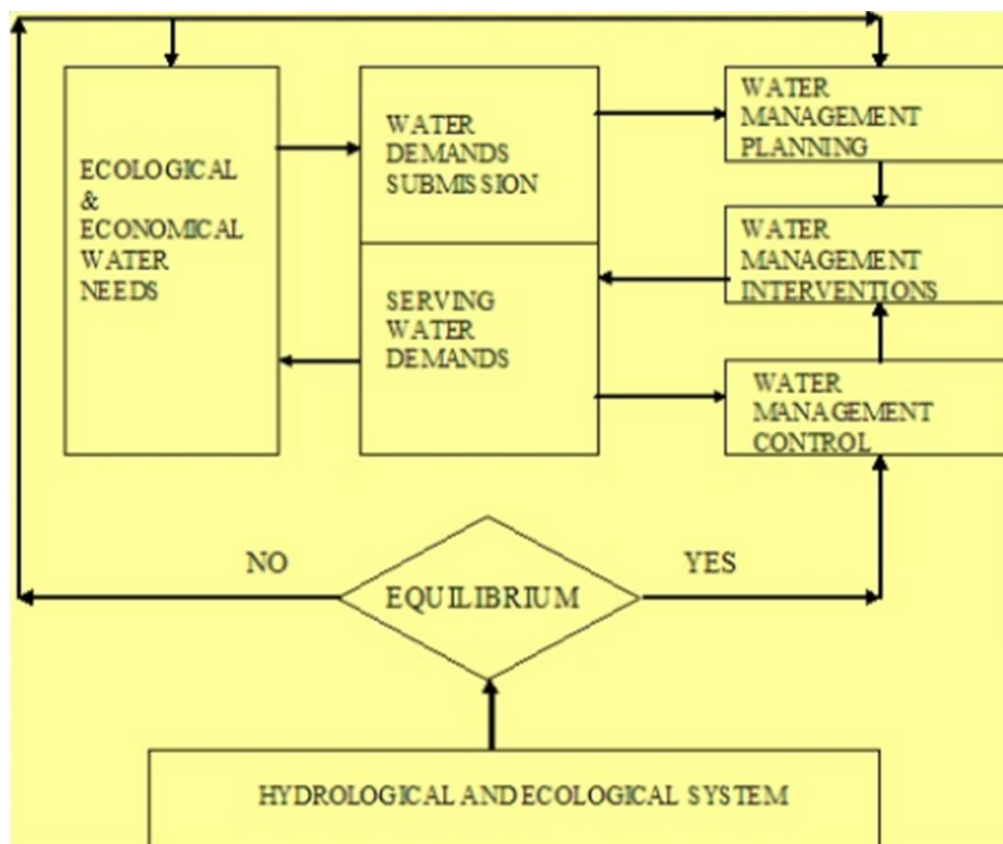 ECOLOGICAL
&
ECONOMICAL
WATER
NEEDS
WATER
DEMANDS
SUBMISSION
SERVING
WATER
DEMANDS
WATER
MANAGEMENT
PLANNING
WATER
MANAGEMENT
INTERVENTIONS
WATER
MANAGEMENT
CONTROL
NO
YES
EQUILIBRIUM
HYDROLOGICAL AND ECOLOGICAL SYSTEM